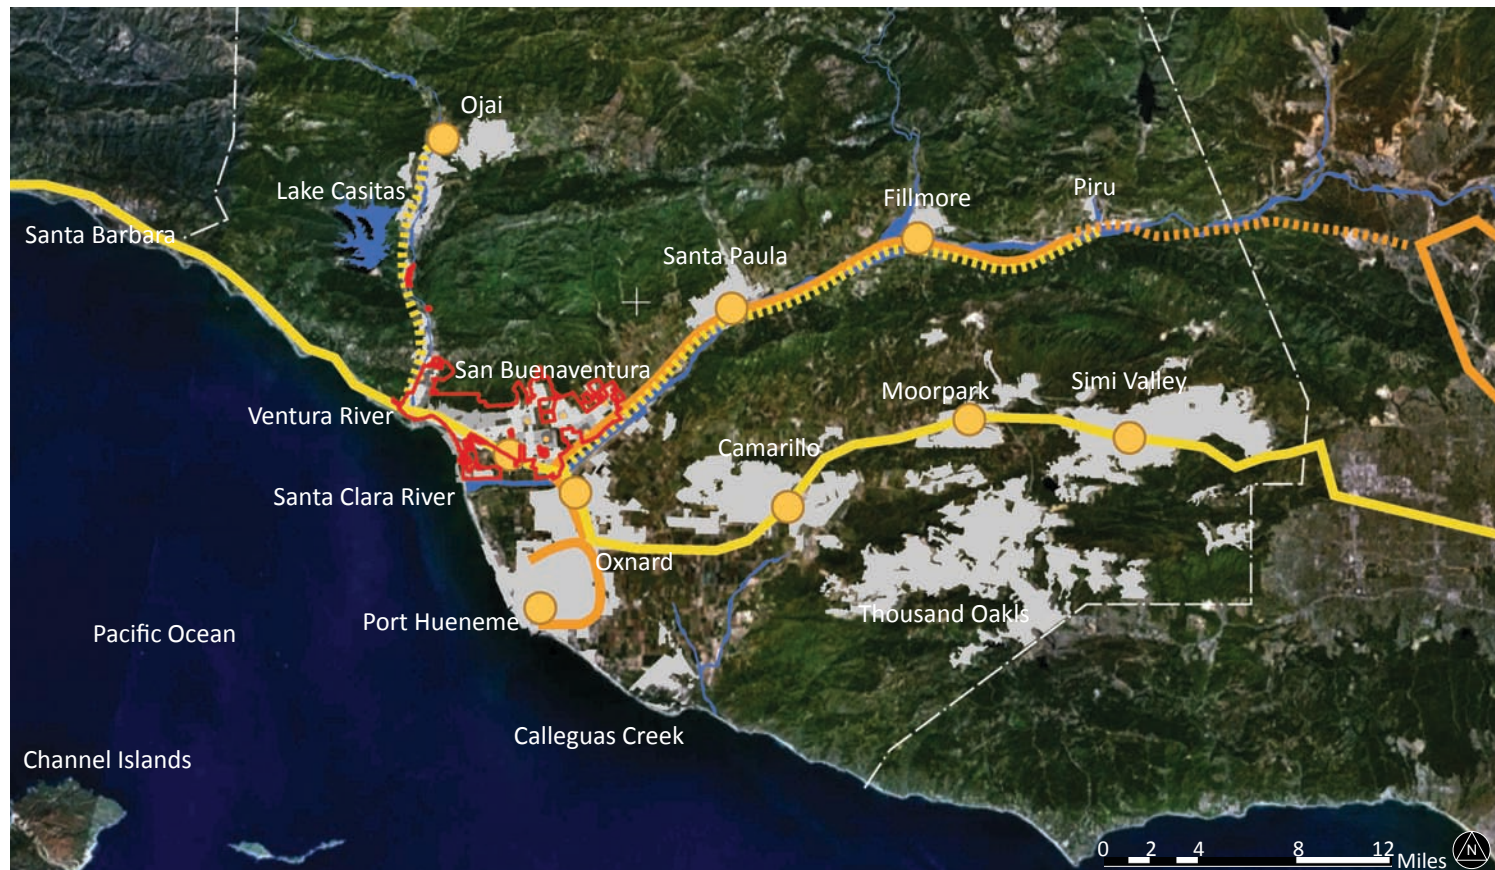 Ojai
Lake Casitas
Piru
Fillmore
Santa Barbara
Santa Paula
San Buenaventura
Simi Valley
Moorpark
Ventura River
Camarillo
Santa Clara River
Oxnard
Thousand Oakls
Port Hueneme
Pacific Ocean
Calleguas Creek
Channel Islands
0 2 4 8 12 Miles
N